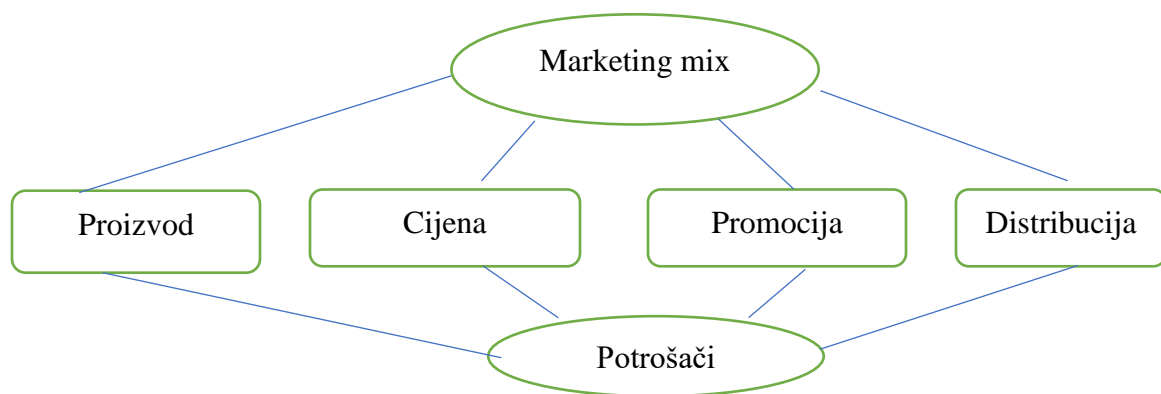 Marketing mix
Proizvod
Cijena
Promocija
Distribucija
Potrošači